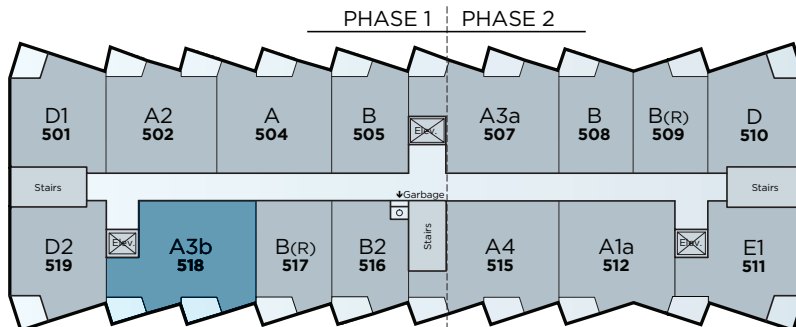 PHASE 1 PHASE 2
D1 A2 A B A3a B B(R) D
501 502 504 505 Elev. 507 508 509 510
Stairs Garbage Stairs
D2 Elev. A3b B(R) B2 Stairs A4 A1a Elev. E1
519 518 517 516 515 512 511